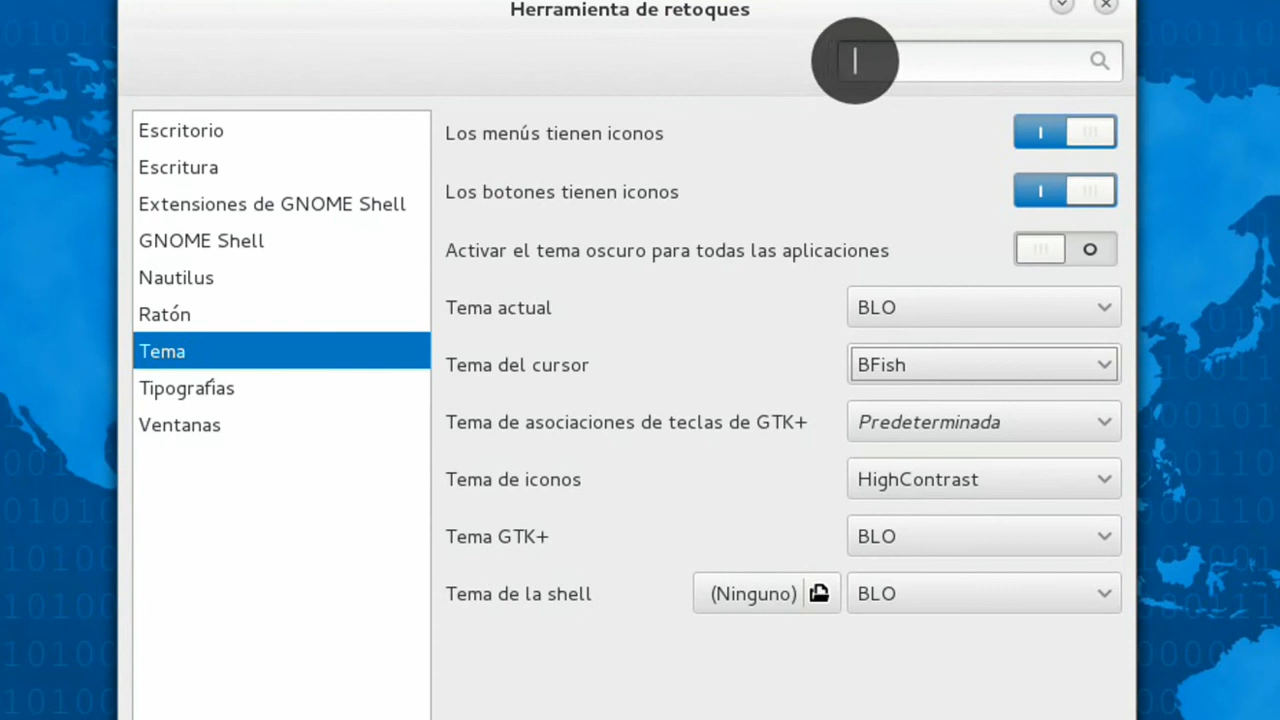 Herramienta de retoques
Escritorio
Escritura
Extensiones de GNOME Shell
GNOME Shell
Nautilus
Ratón
Tema
Tipografías
Ventanas
Los menús tienen iconos
Los botones tienen iconos
Activar el tema oscuro para todas las aplicaciones
Tema actual BLO
Tema del cursor BFish
Tema de asociaciones de teclas de GTK+ Predeterminada
Tema de iconos HighContrast
Tema GTK+ BLO
Tema de la shell (Ninguno) BLO